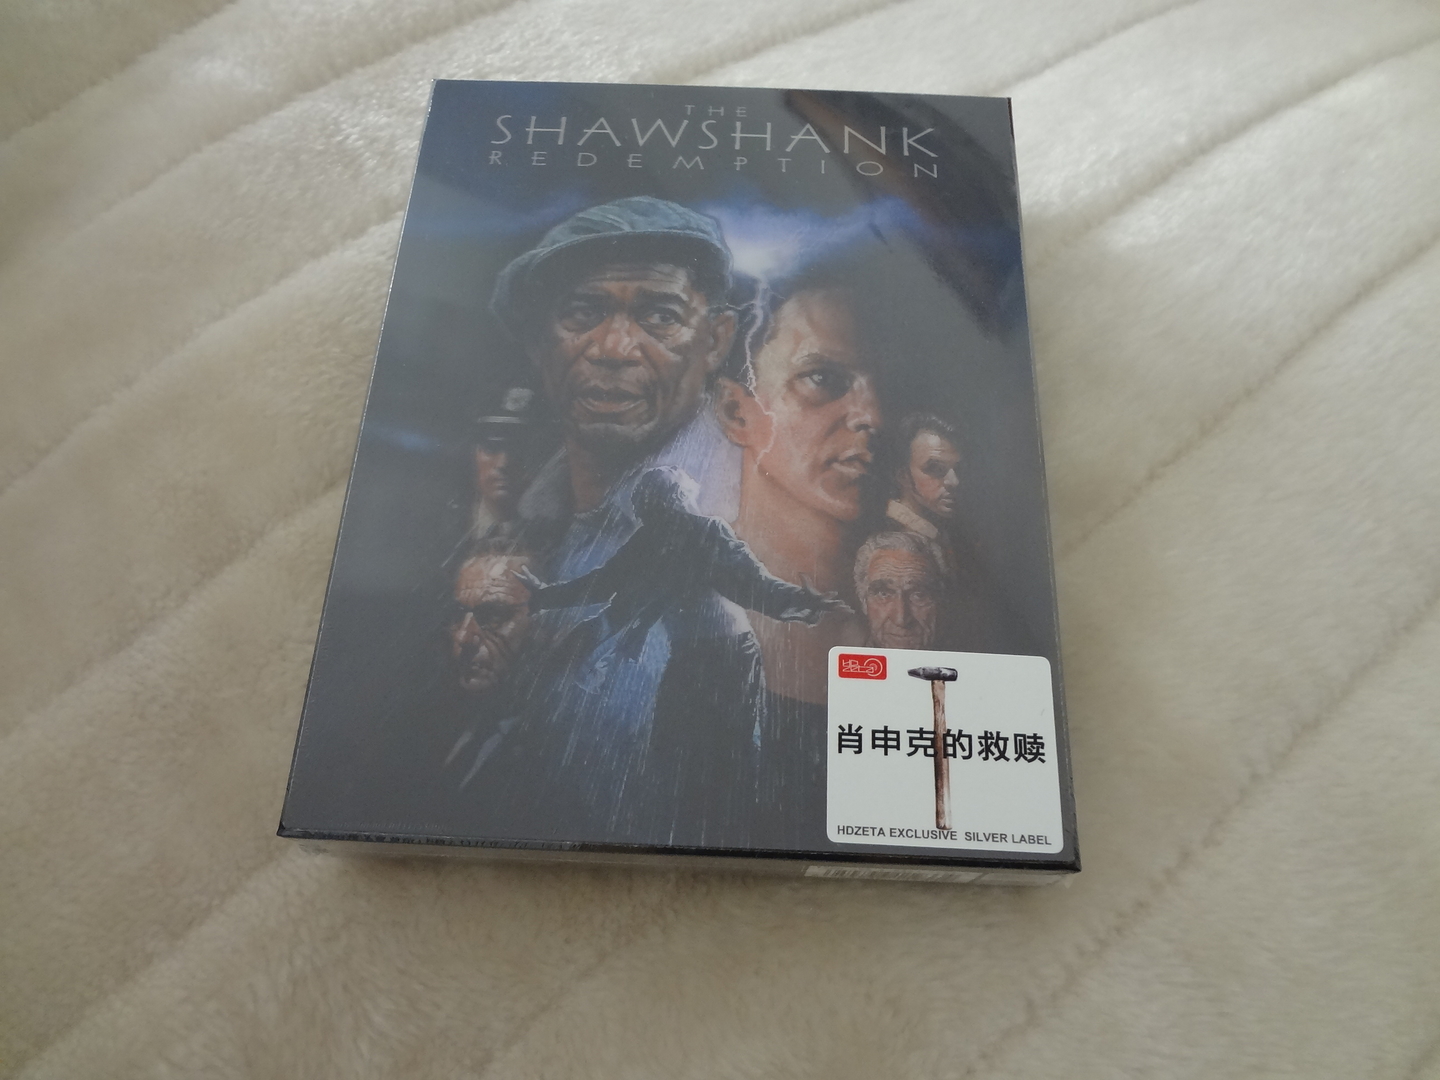 THE
SHAWSHANK
REDEMPTION
肖申克的救赎
HDZETA EXCLUSIVE SILVER LABEL